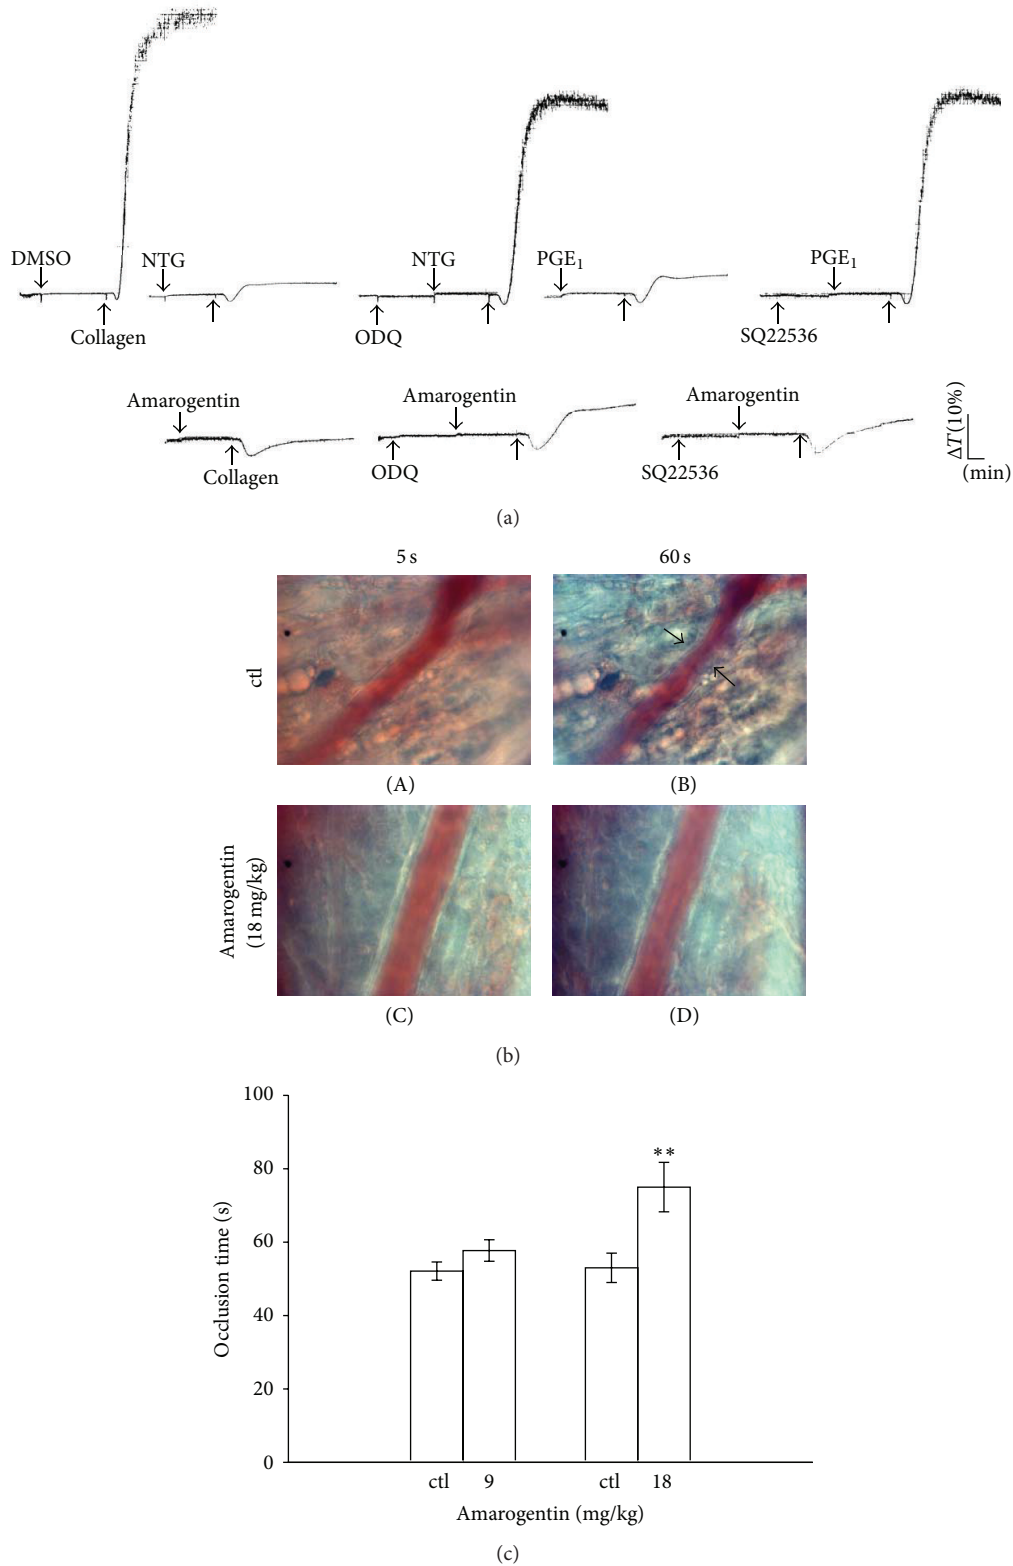 DMSO
NTG
NTG
PGE₁
PGE₁
Collagen
ODQ
SQ22536
Amarogentin
Amarogentin
Amarogentin
Collagen
ODQ
SQ22536
ΔT(10%)
(min)
(a)
5 s
60 s
ctl
(A)
(B)
Amarogentin
(18 mg/kg)
(C)
(D)
(b)
100
80
60
40
20
0
Occlusion time (s)
**
ctl
9
ctl
18
Amarogentin (mg/kg)
(c)